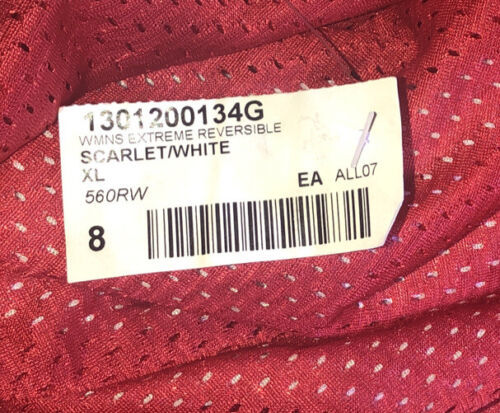 1301200134G
WMNS EXTREME REVERSIBLE
SCARLET/WHITE
XL
560RW EA ALL07
8